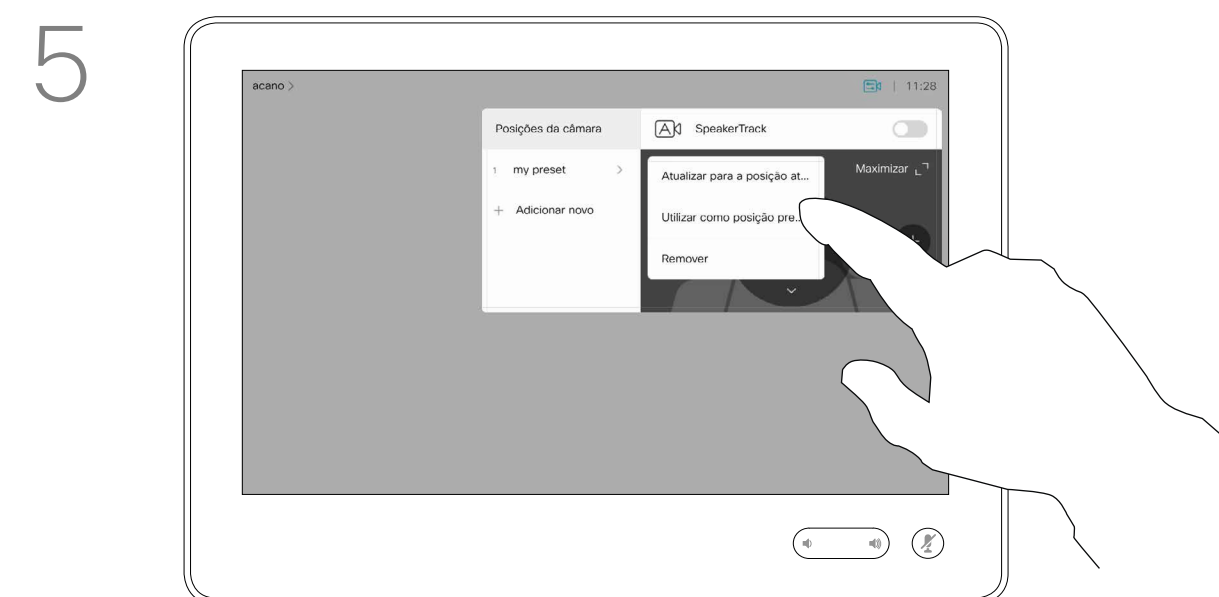 5
acano >
11:28
Posições da câmara
SpeakerTrack
1 my preset >
Maximizar
+ Adicionar novo
Atualizar para a posição at...
Utilizar como posição pre...
Remover